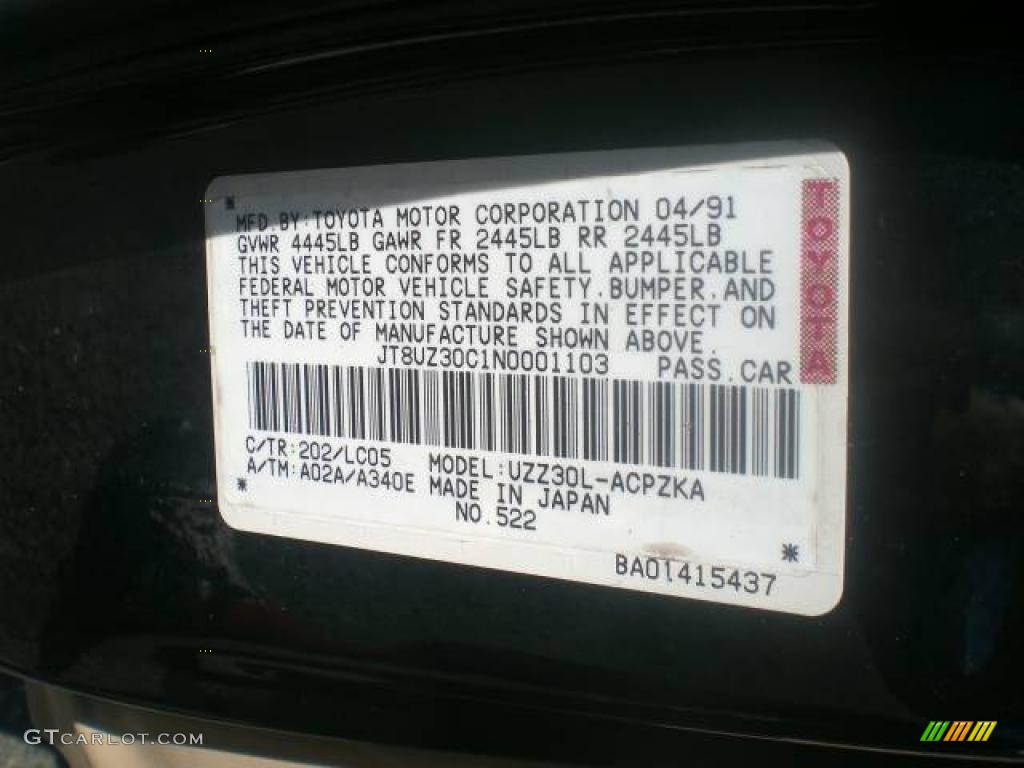 MFD.BY:TOYOTA MOTOR CORPORATION 04/91
GVWR 4445LB GAWR FR 2445LB RR 2445LB
THIS VEHICLE CONFORMS TO ALL APPLICABLE
FEDERAL MOTOR VEHICLE SAFETY.BUMPER.AND
THEFT PREVENTION STANDARDS IN EFFECT ON
THE DATE OF MANUFACTURE SHOWN ABOVE.
JT8UZ30C1N0001103 PASS.CAR
C/TR:202/LC05 MODEL:UZZ30L-ACPZKA
A/TM:A02A/A340E MADE IN JAPAN
NO.522
BA01415437
TOYOTA
GTCARLOT.COM